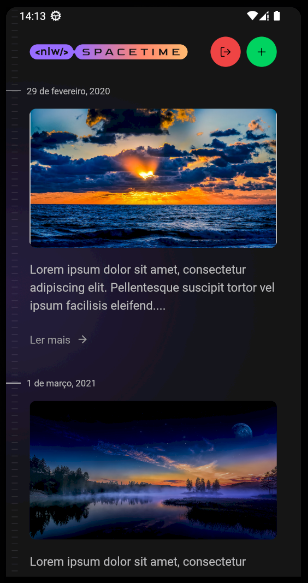 14:13
<nlw/> SPACETIME
29 de fevereiro, 2020
Lorem ipsum dolor sit amet, consectetur
adipiscing elit. Pellentesque suscipit tortor vel
ipsum facilisis eleifend....
Ler mais
1 de março, 2021
Lorem ipsum dolor sit amet, consectetur